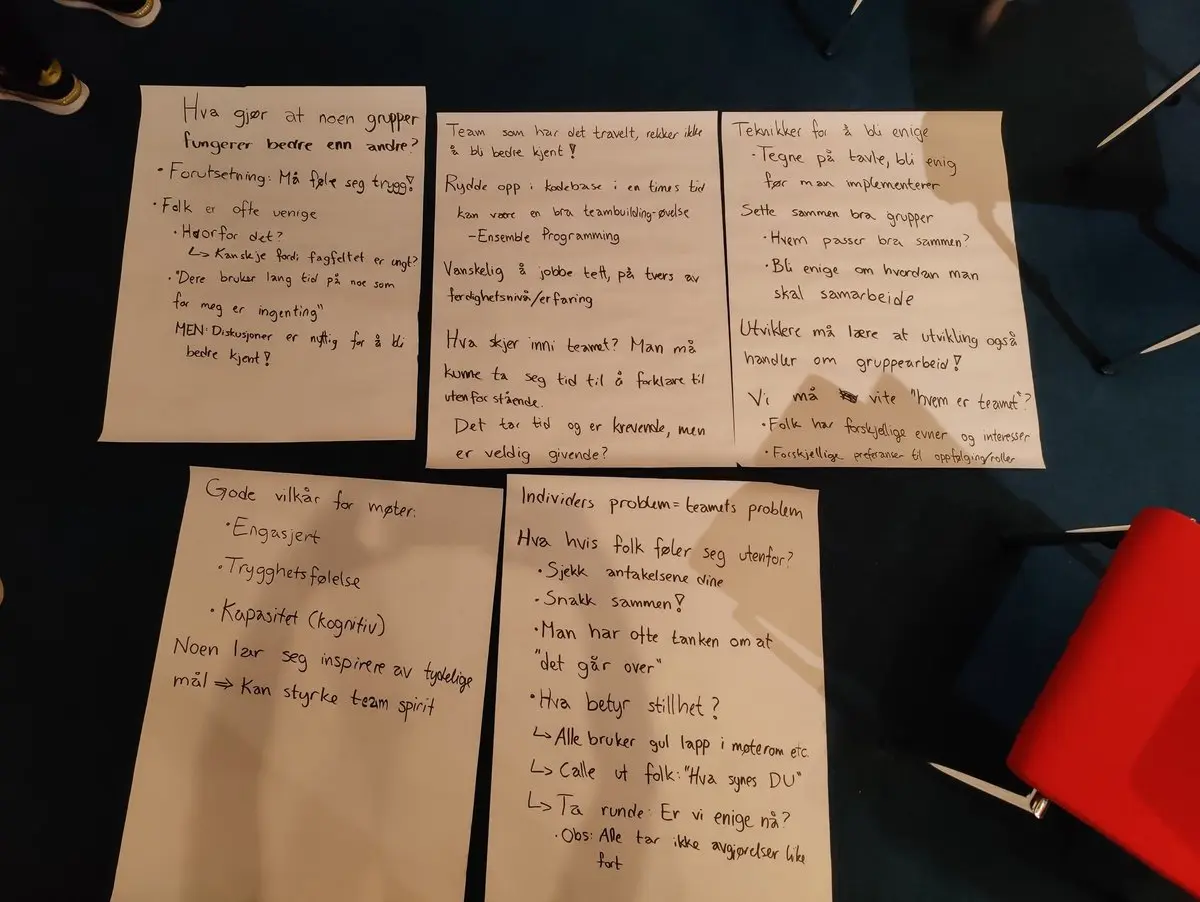 Hva gjør at noen grupper
fungerer bedre enn andre?
• Forutsetning: Må føle seg trygg!
• Folk er ofte uenige
• Hvorfor det?
↳ Kanskje fordi fagfeltet er ungt?
• "Dere bruker lang tid på noe som
for meg er ingenting"
MEN: Diskusjoner er nyttig for å bli
bedre kjent!
Team som har det travelt, rekker ikke
å bli bedre kjent!
Rydde opp i kodebase i en times tid
kan være en bra teambuilding-øvelse
- Ensemble Programming
Vanskelig å jobbe tett, på tvers av
ferdighetsnivå/erfaring
Hva skjer inni teamet? Man må
kunne ta seg tid til å forklare til
utenfor stående.
Det tar tid og er krevende, men
er veldig givende?
Teknikker for å bli enige
• Tegne på tavle, bli enig
før man implementerer
Sette sammen bra grupper
• Hvem passer bra sammen?
• Bli enige om hvordan man
skal samarbeide
Utviklere må lære at utvikling også
handler om gruppearbeid!
Vi må vite "hvem er teamet"?
• Folk har forskjellige evner og interesser
• Forskjellige preferanser til oppfølging/roller
Gode vilkår for møter:
• Engasjert
• Trygghetsfølelse
• Kapasitet (kognitiv)
Noen lar seg inspirere av tydelige
mål ⇒ Kan styrke team spirit
Individers problem = teamets problem
Hva hvis folk føler seg utenfor?
• Sjekk antakelsene dine
• Snakk sammen!
• Man har ofte tanken om at
"det går over"
• Hva betyr stillhet?
↳ Alle bruker gul lapp i møterom etc.
↳ Calle ut folk: "Hva synes DU"
↳ Ta runde: Er vi enige nå?
• Obs: Alle tar ikke avgjørelser like
fort